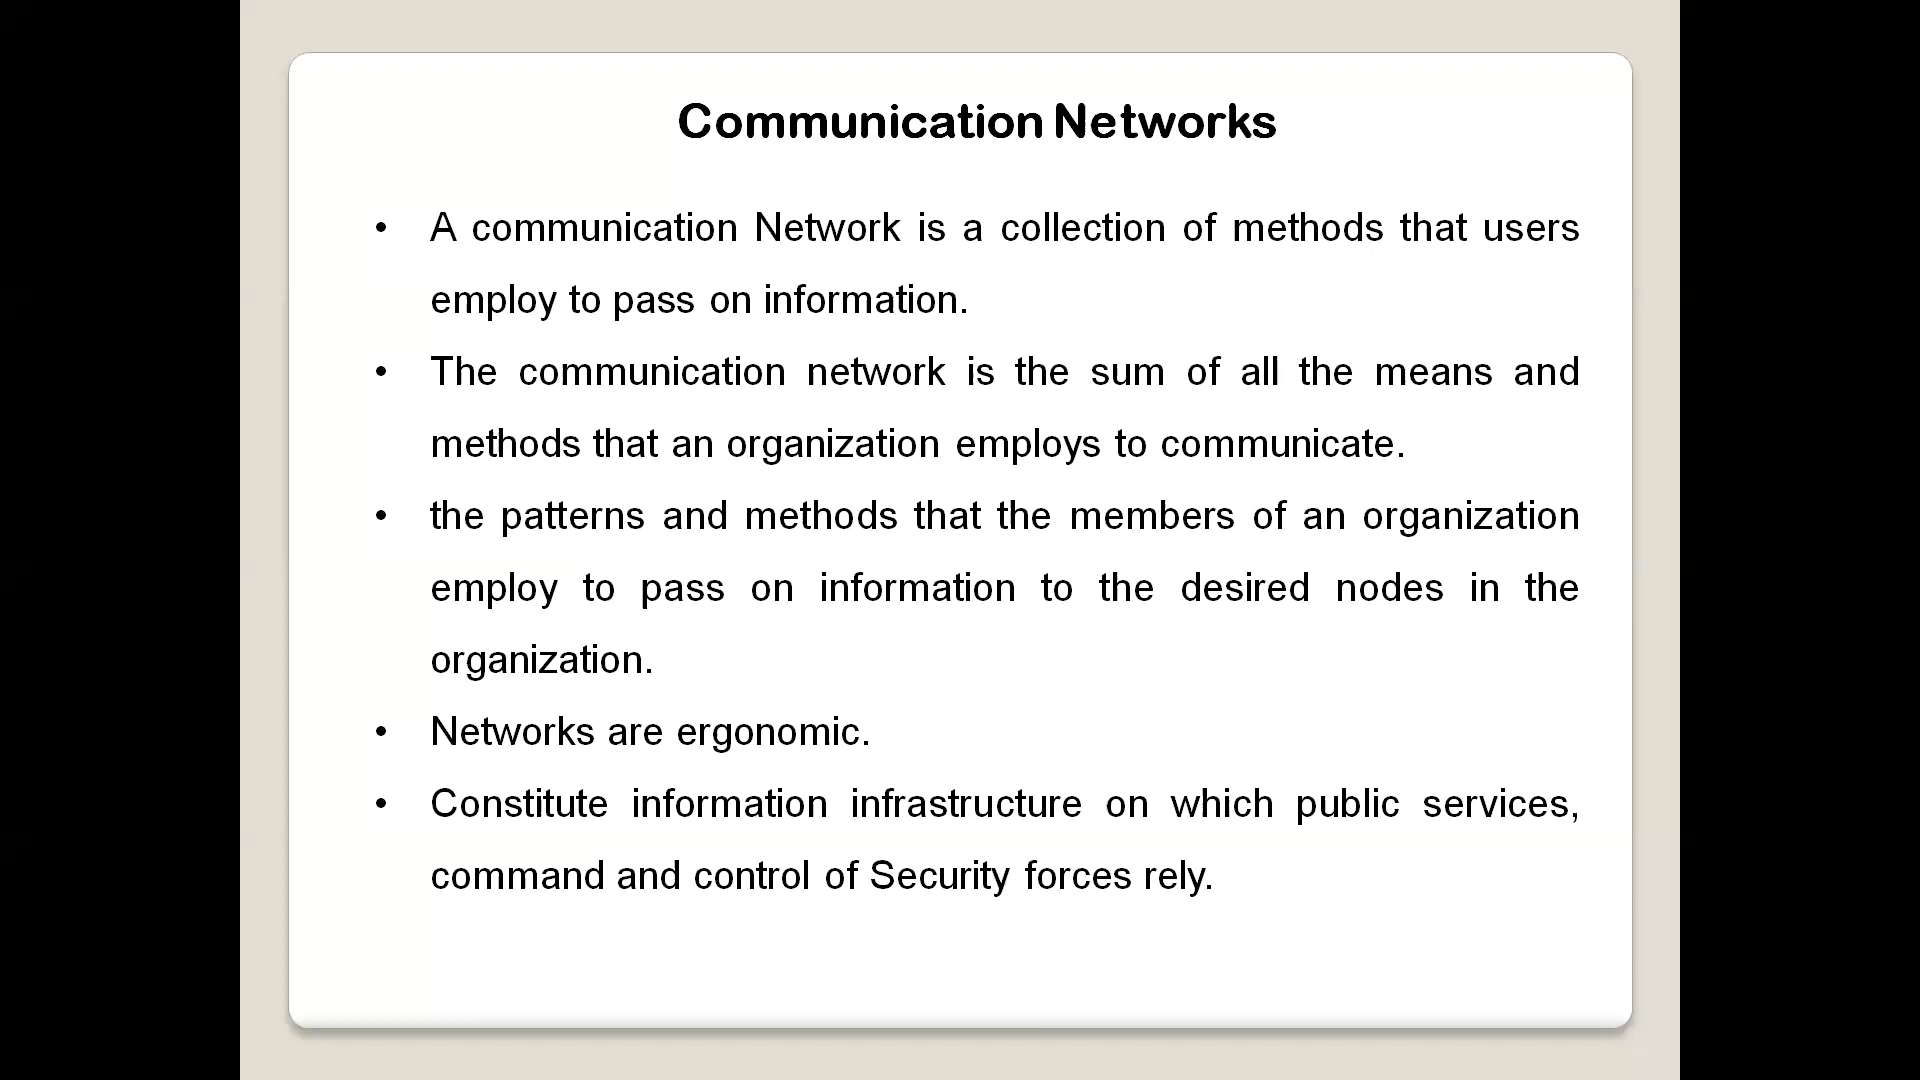 Communication Networks
• A communication Network is a collection of methods that users
employ to pass on information.
• The communication network is the sum of all the means and
methods that an organization employs to communicate.
• the patterns and methods that the members of an organization
employ to pass on information to the desired nodes in the
organization.
• Networks are ergonomic.
• Constitute information infrastructure on which public services,
command and control of Security forces rely.